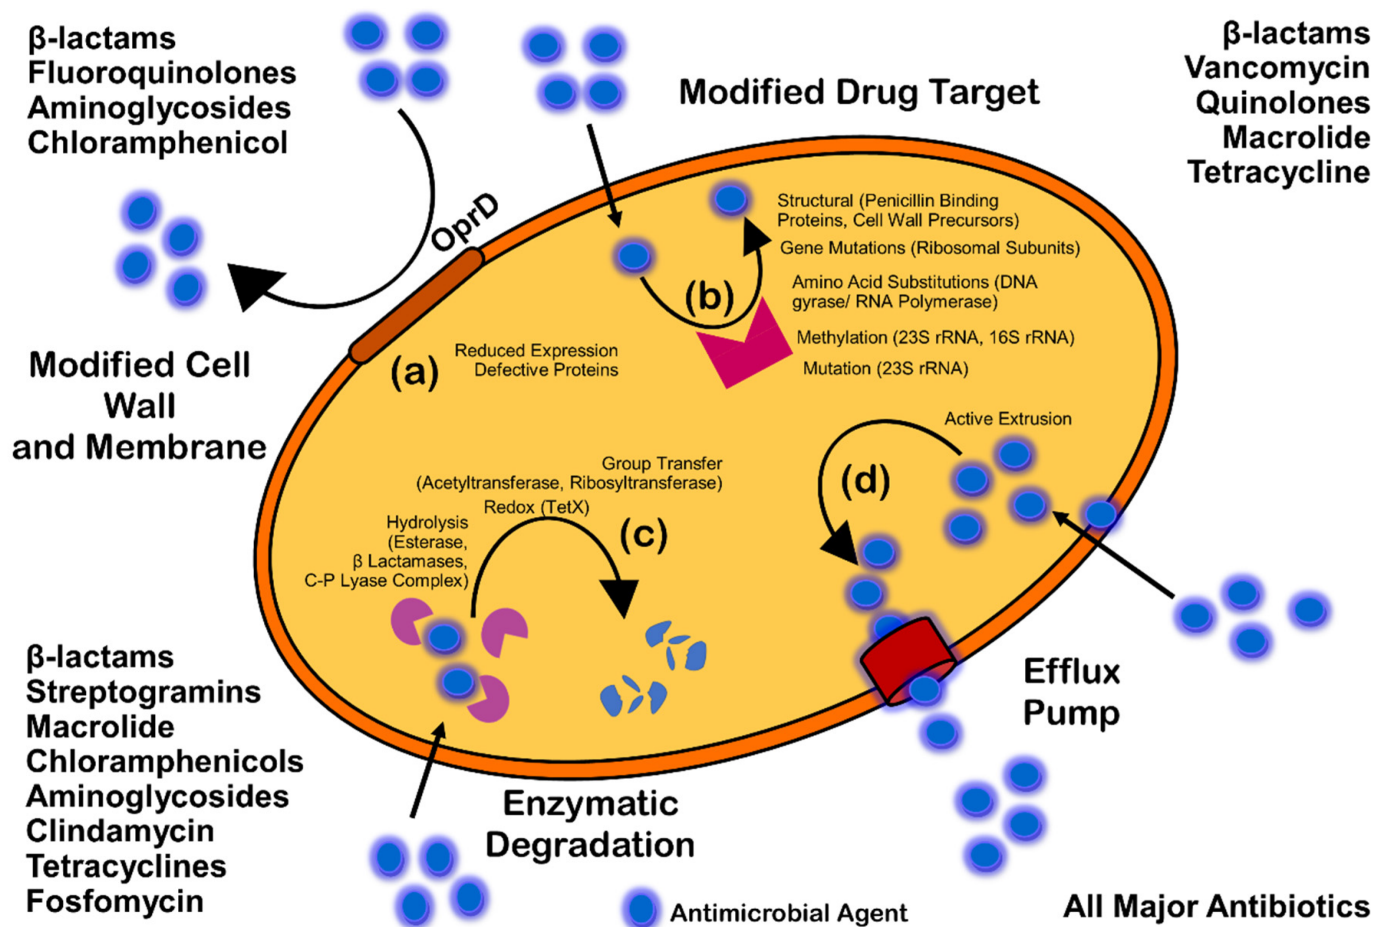 β-lactams
Fluoroquinolones
Aminoglycosides
Chloramphenicol
β-lactams
Vancomycin
Quinolones
Macrolide
Tetracycline
Modified Drug Target
OprD
Structural (Penicillin Binding
Proteins, Cell Wall Precursors)
Gene Mutations (Ribosomal Subunits)
(b)
Amino Acid Substitutions (DNA
gyrase/ RNA Polymerase)
Methylation (23S rRNA, 16S rRNA)
Mutation (23S rRNA)
Modified Cell
Wall
and Membrane
(a)
Reduced Expression
Defective Proteins
Active Extrusion
(d)
Group Transfer
(Acetyltransferase, Ribosyltransferase)
Redox (TetX)
(c)
Hydrolysis
(Esterase,
β Lactamases,
C-P Lyase Complex)
Efflux
Pump
β-lactams
Streptogramins
Macrolide
Chloramphenicols
Aminoglycosides
Clindamycin
Tetracyclines
Fosfomycin
Enzymatic
Degradation
Antimicrobial Agent
All Major Antibiotics